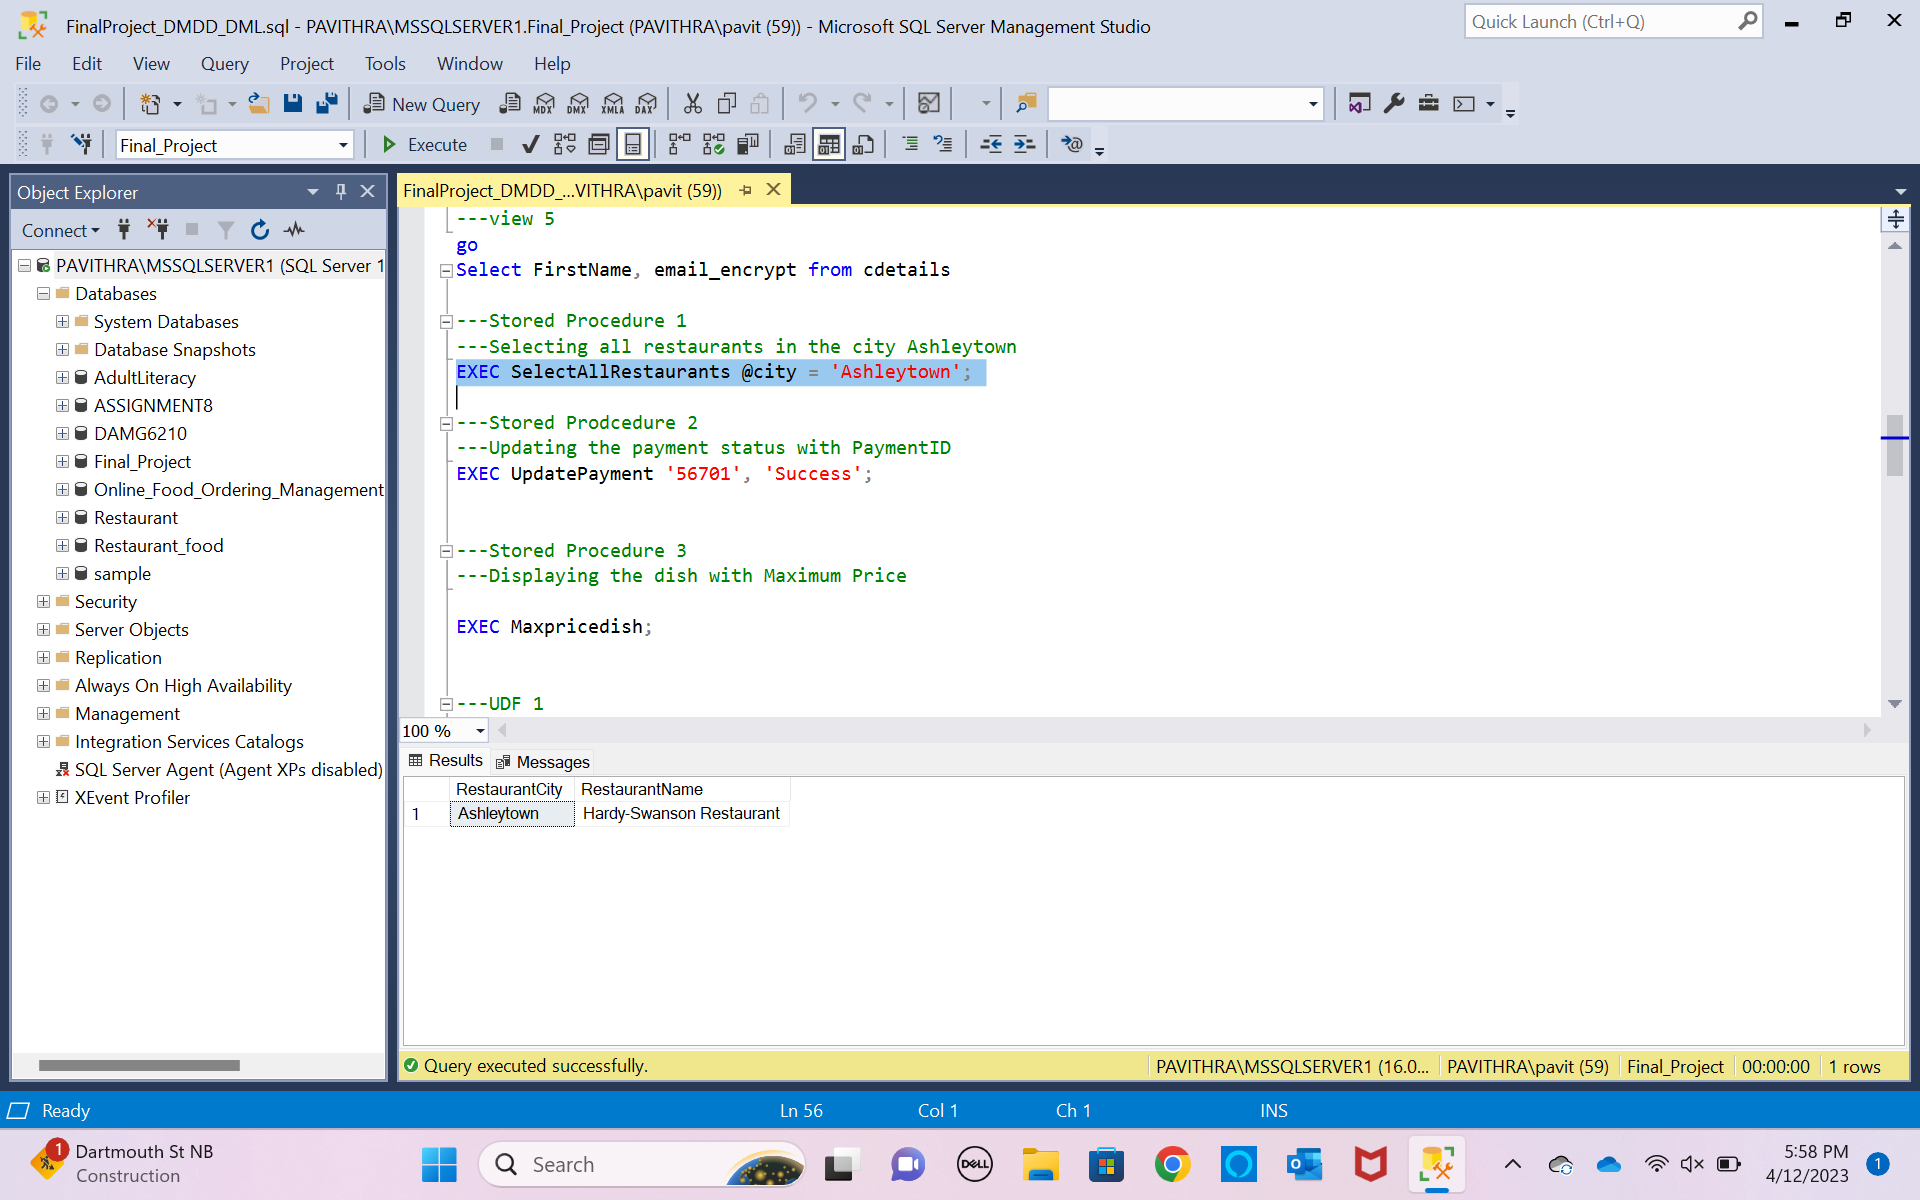 FinalProject_DMDD_DML.sql - PAVITHRA\MSSQLSERVER1.Final_Project (PAVITHRA\pavit (59)) - Microsoft SQL Server Management Studio
Quick Launch (Ctrl+Q)
File Edit View Query Project Tools Window Help
New Query MDX DMX XMLA DAX
Final_Project Execute
Object Explorer
Connect
PAVITHRA\MSSQLSERVER1 (SQL Server 1
Databases
System Databases
Database Snapshots
AdultLiteracy
ASSIGNMENT8
DAMG6210
Final_Project
Online_Food_Ordering_Management
Restaurant
Restaurant_food
sample
Security
Server Objects
Replication
Always On High Availability
Management
Integration Services Catalogs
SQL Server Agent (Agent XPs disabled)
XEvent Profiler
FinalProject_DMDD_...VITHRA\pavit (59))
---view 5
go
Select FirstName, email_encrypt from cdetails
---Stored Procedure 1
---Selecting all restaurants in the city Ashleytown
EXEC SelectAllRestaurants @city = 'Ashleytown';
---Stored Prodcedure 2
---Updating the payment status with PaymentID
EXEC UpdatePayment '56701', 'Success';
---Stored Procedure 3
---Displaying the dish with Maximum Price
EXEC Maxpricedish;
---UDF 1
100 %
Results Messages
RestaurantCity RestaurantName
1 Ashleytown Hardy-Swanson Restaurant
Query executed successfully. PAVITHRA\MSSQLSERVER1 (16.0... PAVITHRA\pavit (59) Final_Project 00:00:00 1 rows
Ready Ln 56 Col 1 Ch 1 INS
1 Dartmouth St NB
Construction
Search
DELL
5:58 PM
4/12/2023
1